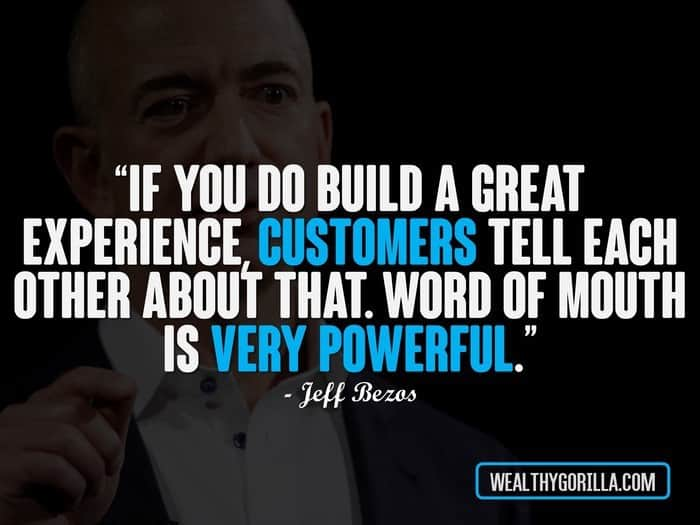 “IF YOU DO BUILD A GREAT
EXPERIENCE, CUSTOMERS TELL EACH
OTHER ABOUT THAT. WORD OF MOUTH
IS VERY POWERFUL.”
- Jeff Bezos
WEALTHYGORILLA.COM